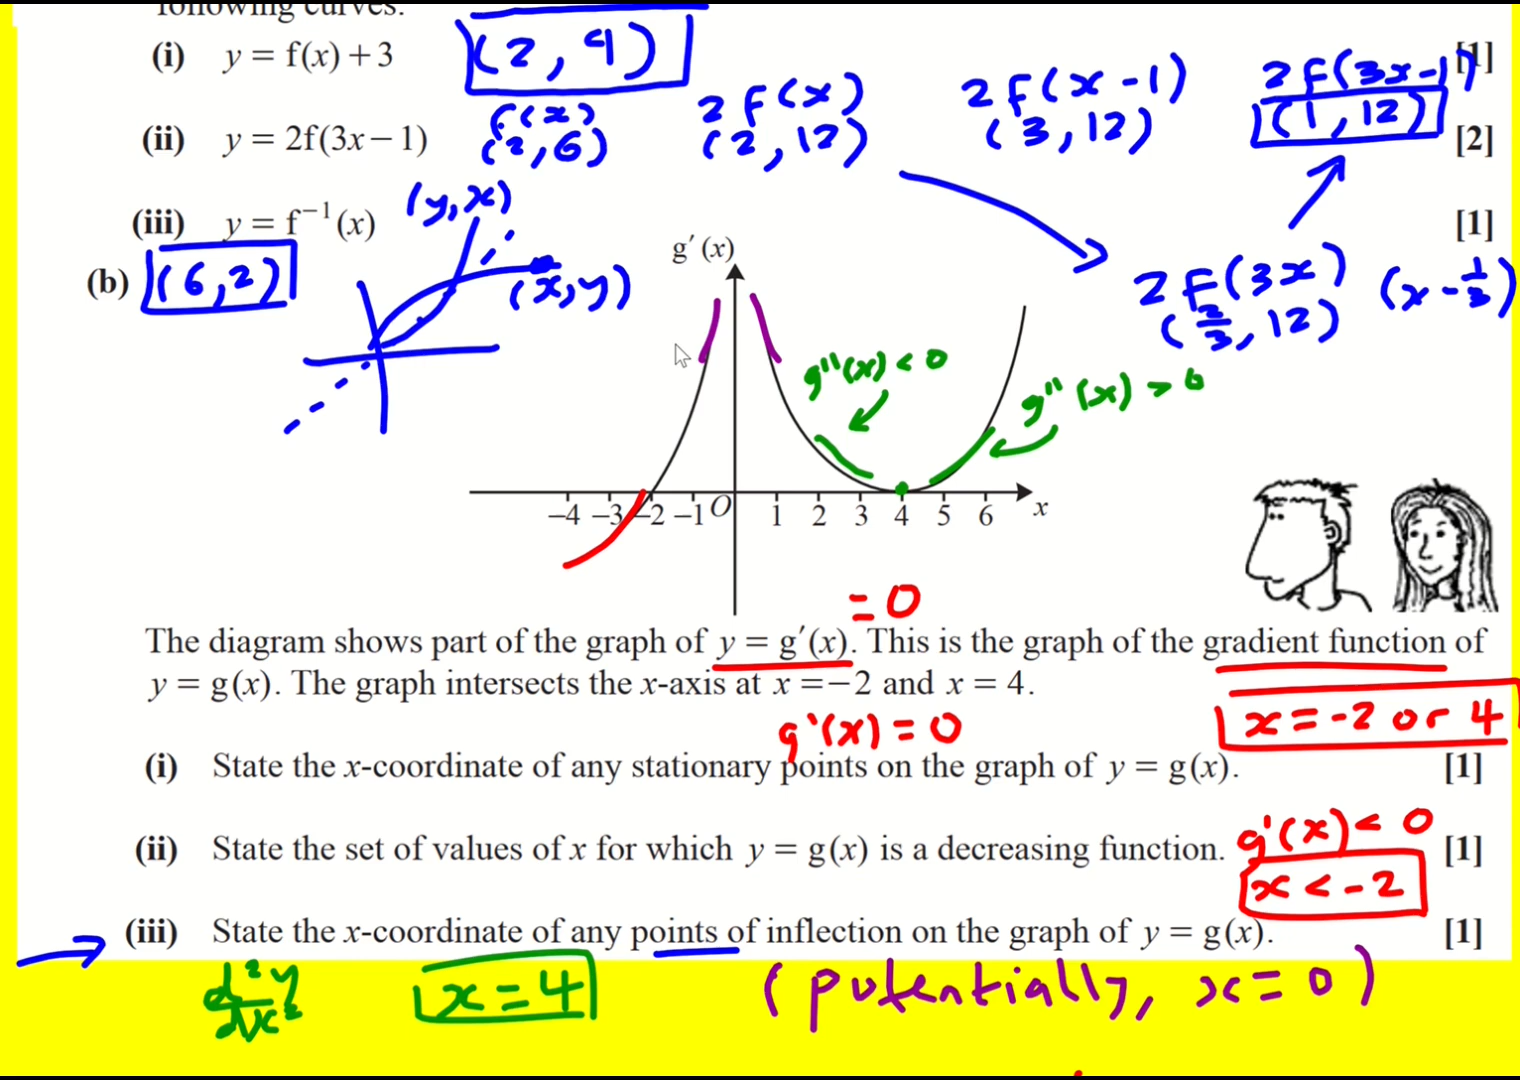 following curves.
(i) y = f(x) + 3 (2, 9) [1]
f(x) 2f(x) 2f(x - 1) 2f(3x - 1)
(ii) y = 2f(3x − 1) (2, 6) (2, 12) (3, 12) (1, 12) [2]
(iii) y = f⁻¹(x) (y, x) [1]
(b) (6, 2) (x, y) 2f(3x) (x - 1/3)
(2/3, 12)
g′(x)
g''(x) < 0 g''(x) > 0
−4 −3 −2 −1 O 1 2 3 4 5 6 x
= 0
The diagram shows part of the graph of y = g′(x). This is the graph of the gradient function of
y = g(x). The graph intersects the x-axis at x = −2 and x = 4.
g'(x) = 0 x = -2 or 4
(i) State the x-coordinate of any stationary points on the graph of y = g(x). [1]
g'(x) < 0
(ii) State the set of values of x for which y = g(x) is a decreasing function. [1]
x < -2
(iii) State the x-coordinate of any points of inflection on the graph of y = g(x). [1]
d²y/dx² x = 4 (potentially, x = 0)